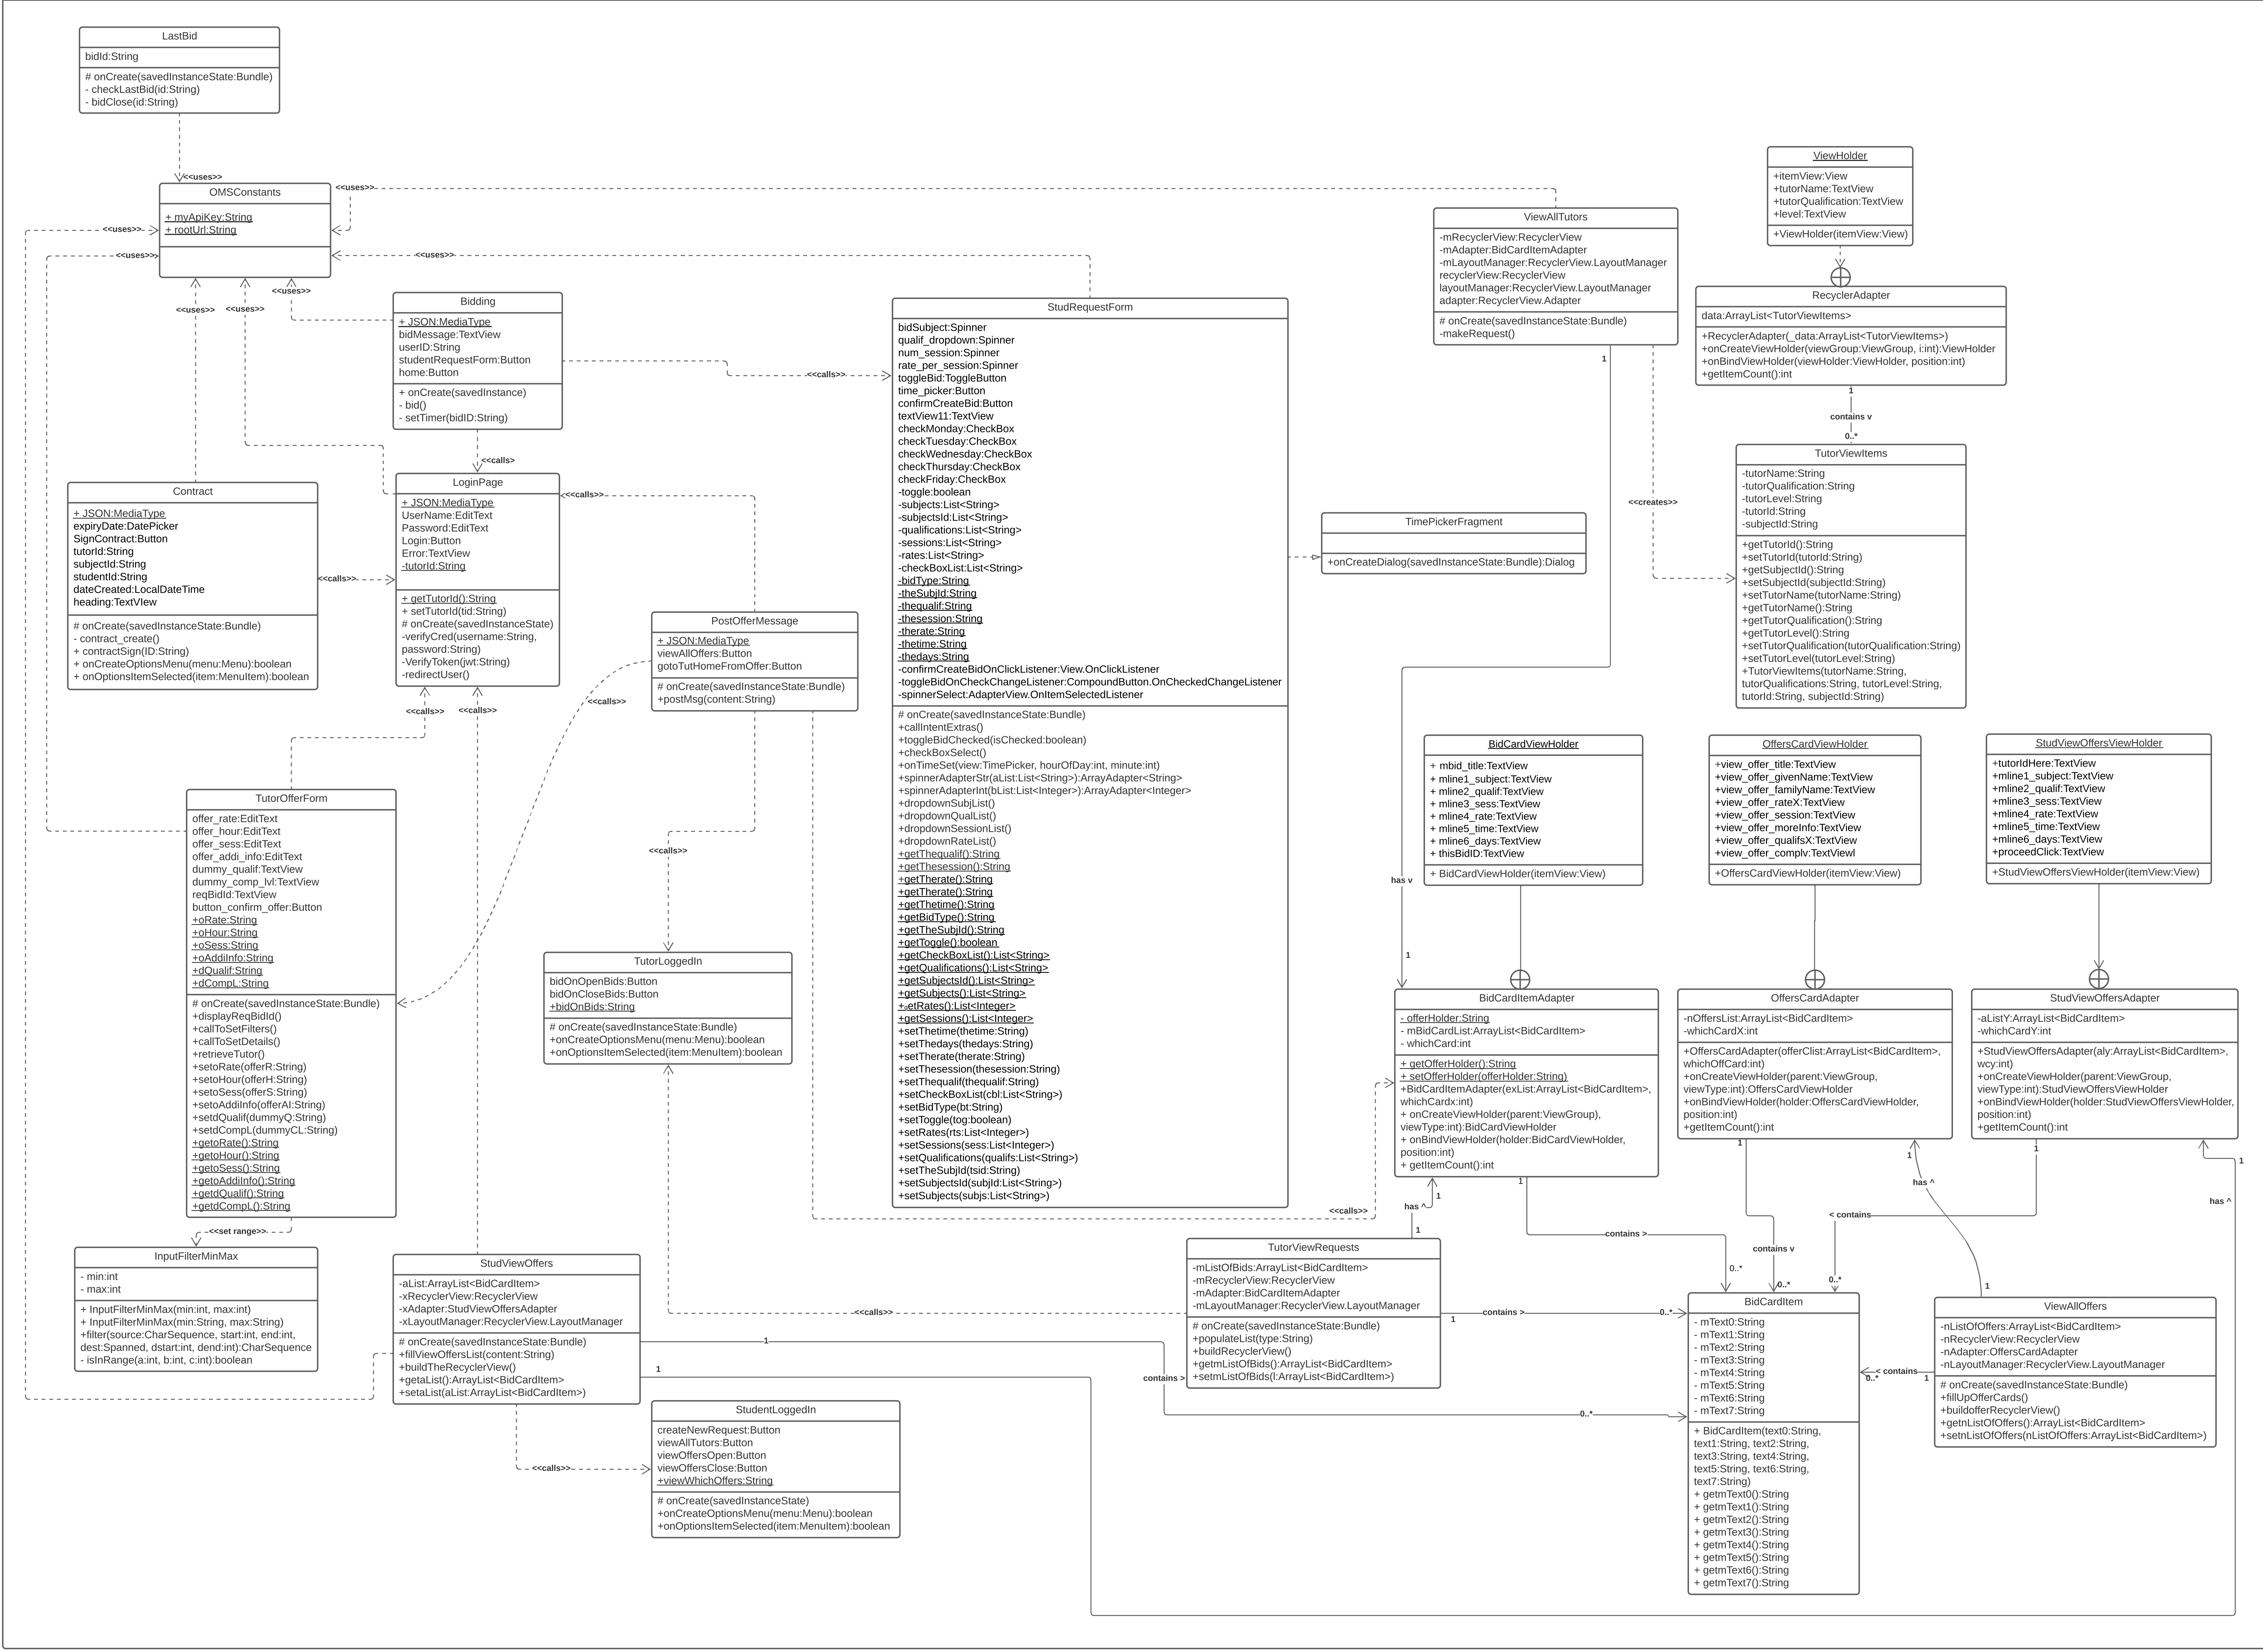 LastBid
bidId:String
# onCreate(savedInstanceState:Bundle)
- checkLastBid(id:String)
- bidClose(id:String)
<<uses>>
OMSConstants
+ myApiKey:String
+ rootUrl:String
<<uses>>
<<uses>>
<<uses>>
<<uses>>
<<uses>>
<<uses>>
<<uses>>
Bidding
+ JSON:MediaType
bidMessage:TextView
userID:String
studentRequestForm:Button
home:Button
+ onCreate(savedInstance)
- bid()
- setTimer(bidID:String)
<<calls>>
<<calls>
Contract
+ JSON:MediaType
expiryDate:DatePicker
SignContract:Button
tutorId:String
subjectId:String
studentId:String
dateCreated:LocalDateTime
heading:TextVIew
# onCreate(savedInstanceState:Bundle)
- contract_create()
+ contractSign(ID:String)
+ onCreateOptionsMenu(menu:Menu):boolean
+ onOptionsItemSelected(item:MenuItem):boolean
<<calls>>
LoginPage
+ JSON:MediaType
UserName:EditText
Password:EditText
Login:Button
Error:TextView
-tutorId:String
+ getTutorId():String
+ setTutorId(tid:String)
# onCreate(savedInstanceState)
-verifyCred(username:String,
password:String)
-VerifyToken(jwt:String)
-redirectUser()
<<calls>>
<<calls>>
<<calls>>
PostOfferMessage
+ JSON:MediaType
viewAllOffers:Button
gotoTutHomeFromOffer:Button
# onCreate(savedInstanceState:Bundle)
+postMsg(content:String)
<<calls>>
<<calls>>
<<calls>>
TutorOfferForm
offer_rate:EditText
offer_hour:EditText
offer_sess:EditText
offer_addi_info:EditText
dummy_qualif:TextView
dummy_comp_lvl:TextView
reqBidId:TextView
button_confirm_offer:Button
+oRate:String
+oHour:String
+oSess:String
+oAddiInfo:String
+dQualif:String
+dCompL:String
# onCreate(savedInstanceState:Bundle)
+displayReqBidId()
+callToSetFilters()
+callToSetDetails()
+retrieveTutor()
+setoRate(offerR:String)
+setoHour(offerH:String)
+setoSess(offerS:String)
+setoAddiInfo(offerAI:String)
+setdQualif(dummyQ:String)
+setdCompL(dummyCL:String)
+getoRate():String
+getoHour():String
+getoSess():String
+getoAddiInfo():String
+getdQualif():String
+getdCompL():String
<<set range>>
InputFilterMinMax
- min:int
- max:int
+ InputFilterMinMax(min:int, max:int)
+ InputFilterMinMax(min:String, max:String)
+filter(source:CharSequence, start:int, end:int,
dest:Spanned, dstart:int, dend:int):CharSequence
- isInRange(a:int, b:int, c:int):boolean
StudViewOffers
-aList:ArrayList<BidCardItem>
-xRecyclerView:RecyclerView
-xAdapter:StudViewOffersAdapter
-xLayoutManager:RecyclerView.LayoutManager
# onCreate(savedInstanceState:Bundle)
+fillViewOffersList(content:String)
+buildTheRecyclerView()
+getaList():ArrayList<BidCardItem>
+setaList(aList:ArrayList<BidCardItem>)
1
1
<<calls>>
StudentLoggedIn
createNewRequest:Button
viewAllTutors:Button
viewOffersOpen:Button
viewOffersClose:Button
+viewWhichOffers:String
# onCreate(savedInstanceState)
+onCreateOptionsMenu(menu:Menu):boolean
+onOptionsItemSelected(item:MenuItem):boolean
TutorLoggedIn
bidOnOpenBids:Button
bidOnCloseBids:Button
+bidOnBids:String
# onCreate(savedInstanceState:Bundle)
+onCreateOptionsMenu(menu:Menu):boolean
+onOptionsItemSelected(item:MenuItem):boolean
<<calls>>
StudRequestForm
bidSubject:Spinner
qualif_dropdown:Spinner
num_session:Spinner
rate_per_session:Spinner
toggleBid:ToggleButton
time_picker:Button
confirmCreateBid:Button
textView11:TextView
checkMonday:CheckBox
checkTuesday:CheckBox
checkWednesday:CheckBox
checkThursday:CheckBox
checkFriday:CheckBox
-toggle:boolean
-subjects:List<String>
-subjectsId:List<String>
-qualifications:List<String>
-sessions:List<String>
-rates:List<String>
-checkBoxList:List<String>
-bidType:String
-theSubjId:String
-thequalif:String
-thesession:String
-therate:String
-thetime:String
-thedays:String
-confirmCreateBidOnClickListener:View.OnClickListener
-toggleBidOnCheckChangeListener:CompoundButton.OnCheckedChangeListener
-spinnerSelect:AdapterView.OnItemSelectedListener
# onCreate(savedInstanceState:Bundle)
+callIntentExtras()
+toggleBidChecked(isChecked:boolean)
+checkBoxSelect()
+onTimeSet(view:TimePicker, hourOfDay:int, minute:int)
+spinnerAdapterStr(aList:List<String>):ArrayAdapter<String>
+spinnerAdapterInt(bList:List<Integer>):ArrayAdapter<Integer>
+dropdownSubjList()
+dropdownQualList()
+dropdownSessionList()
+dropdownRateList()
+getThequalif():String
+getThesession():String
+getTherate():String
+getTherate():String
+getThetime():String
+getBidType():String
+getTheSubjId():String
+getToggle():boolean
+getCheckBoxList():List<String>
+getQualifications():List<String>
+getSubjectsId():List<String>
+getSubjects():List<String>
+getRates():List<Integer>
+getSessions():List<Integer>
+setThetime(thetime:String)
+setThedays(thedays:String)
+setTherate(therate:String)
+setThesession(thesession:String)
+setThequalif(thequalif:String)
+setCheckBoxList(cbl:List<String>)
+setBidType(bt:String)
+setToggle(tog:boolean)
+setRates(rts:List<Integer>)
+setSessions(sess:List<Integer>)
+setQualifications(qualifs:List<String>)
+setTheSubjId(tsid:String)
+setSubjectsId(subjId:List<String>)
+setSubjects(subjs:List<String>)
TimePickerFragment
+onCreateDialog(savedInstanceState:Bundle):Dialog
ViewAllTutors
-mRecyclerView:RecyclerView
-mAdapter:BidCardItemAdapter
-mLayoutManager:RecyclerView.LayoutManager
recyclerView:RecyclerView
layoutManager:RecyclerView.LayoutManager
adapter:RecyclerView.Adapter
# onCreate(savedInstanceState:Bundle)
-makeRequest()
1
<<creates>>
has v
1
ViewHolder
+itemView:View
+tutorName:TextView
+tutorQualification:TextView
+level:TextView
+ViewHolder(itemView:View)
RecyclerAdapter
data:ArrayList<TutorViewItems>
+RecyclerAdapter(_data:ArrayList<TutorViewItems>)
+onCreateViewHolder(viewGroup:ViewGroup, i:int):ViewHolder
+onBindViewHolder(viewHolder:ViewHolder, position:int)
+getItemCount():int
1
contains v
0..*
TutorViewItems
-tutorName:String
-tutorQualification:String
-tutorLevel:String
-tutorId:String
-subjectId:String
+getTutorId():String
+setTutorId(tutorId:String)
+getSubjectId():String
+setSubjectId(subjectId:String)
+setTutorName(tutorName:String)
+getTutorName():String
+getTutorQualification():String
+getTutorLevel():String
+setTutorQualification(tutorQualification:String)
+setTutorLevel(tutorLevel:String)
+TutorViewItems(tutorName:String,
tutorQualifications:String, tutorLevel:String,
tutorId:String, subjectId:String)
BidCardViewHolder
+ mbid_title:TextView
+ mline1_subject:TextView
+ mline2_qualif:TextView
+ mline3_sess:TextView
+ mline4_rate:TextView
+ mline5_time:TextView
+ mline6_days:TextView
+ thisBidID:TextView
+ BidCardViewHolder(itemView:View)
OffersCardViewHolder
+view_offer_title:TextView
+view_offer_givenName:TextView
+view_offer_familyName:TextView
+view_offer_rateX:TextView
+view_offer_session:TextView
+view_offer_moreInfo:TextView
+view_offer_qualifsX:TextView
+view_offer_complv:TextViewl
+OffersCardViewHolder(itemView:View)
StudViewOffersViewHolder
+tutorIdHere:TextView
+mline1_subject:TextView
+mline2_qualif:TextView
+mline3_sess:TextView
+mline4_rate:TextView
+mline5_time:TextView
+mline6_days:TextView
+proceedClick:TextView
+StudViewOffersViewHolder(itemView:View)
BidCardItemAdapter
- offerHolder:String
- mBidCardList:ArrayList<BidCardItem>
- whichCard:int
+ getOfferHolder():String
+ setOfferHolder(offerHolder:String)
+BidCardItemAdapter(exList:ArrayList<BidCardItem>,
whichCardx:int)
+ onCreateViewHolder(parent:ViewGroup),
viewType:int):BidCardViewHolder
+ onBindViewHolder(holder:BidCardViewHolder,
position:int)
+ getItemCount():int
OffersCardAdapter
-nOffersList:ArrayList<BidCardItem>
-whichCardX:int
+OffersCardAdapter(offerClist:ArrayList<BidCardItem>,
whichOffCard:int)
+onCreateViewHolder(parent:ViewGroup,
viewType:int):OffersCardViewHolder
+onBindViewHolder(holder:OffersCardViewHolder,
position:int)
+getItemCount():int
StudViewOffersAdapter
-aListY:ArrayList<BidCardItem>
-whichCardY:int
+StudViewOffersAdapter(aly:ArrayList<BidCardItem>,
wcy:int)
+onCreateViewHolder(parent:ViewGroup,
viewType:int):StudViewOffersViewHolder
+onBindViewHolder(holder:StudViewOffersViewHolder,
position:int)
+getItemCount():int
<<calls>>
has ^
1
1
1
contains >
0..*
1
contains v
0..*
1
has ^
1
1
< contains
0..*
1
has ^
TutorViewRequests
-mListOfBids:ArrayList<BidCardItem>
-mRecyclerView:RecyclerView
-mAdapter:BidCardItemAdapter
-mLayoutManager:RecyclerView.LayoutManager
# onCreate(savedInstanceState:Bundle)
+populateList(type:String)
+buildRecyclerView()
+getmListOfBids():ArrayList<BidCardItem>
+setmListOfBids(l:ArrayList<BidCardItem>)
1
contains >
0..*
contains >
0..*
BidCardItem
- mText0:String
- mText1:String
- mText2:String
- mText3:String
- mText4:String
- mText5:String
- mText6:String
- mText7:String
+ BidCardItem(text0:String,
text1:String, text2:String,
text3:String, text4:String,
text5:String, text6:String,
text7:String)
+ getmText0():String
+ getmText1():String
+ getmText2():String
+ getmText3():String
+ getmText4():String
+ getmText5():String
+ getmText6():String
+ getmText7():String
< contains
0..*
1
ViewAllOffers
-nListOfOffers:ArrayList<BidCardItem>
-nRecyclerView:RecyclerView
-nAdapter:OffersCardAdapter
-nLayoutManager:RecyclerView.LayoutManager
# onCreate(savedInstanceState:Bundle)
+fillUpOfferCards()
+buildofferRecyclerView()
+getnListOfOffers():ArrayList<BidCardItem>
+setnListOfOffers(nListOfOffers:ArrayList<BidCardItem>)